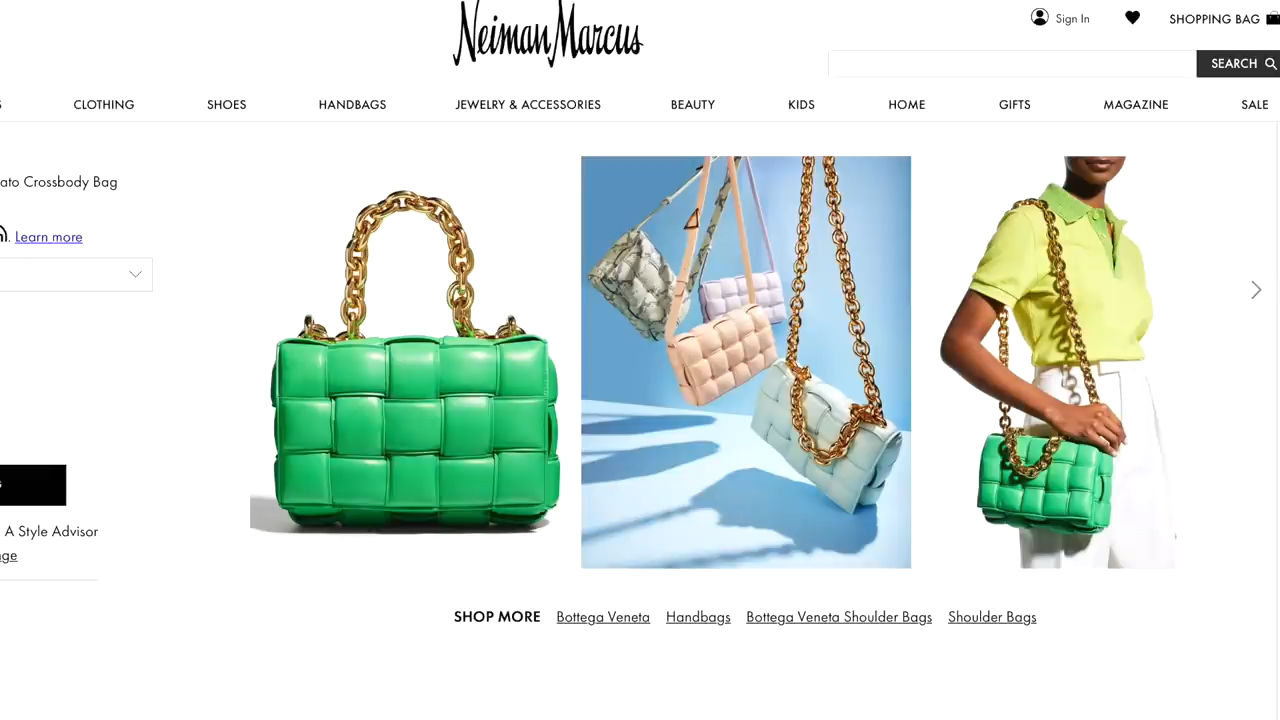 Neiman Marcus
Sign In
SHOPPING BAG
SEARCH
CLOTHING SHOES HANDBAGS JEWELRY & ACCESSORIES BEAUTY KIDS HOME GIFTS MAGAZINE SALE
Crossbody Bag
. Learn more
A Style Advisor
SHOP MORE Bottega Veneta Handbags Bottega Veneta Shoulder Bags Shoulder Bags